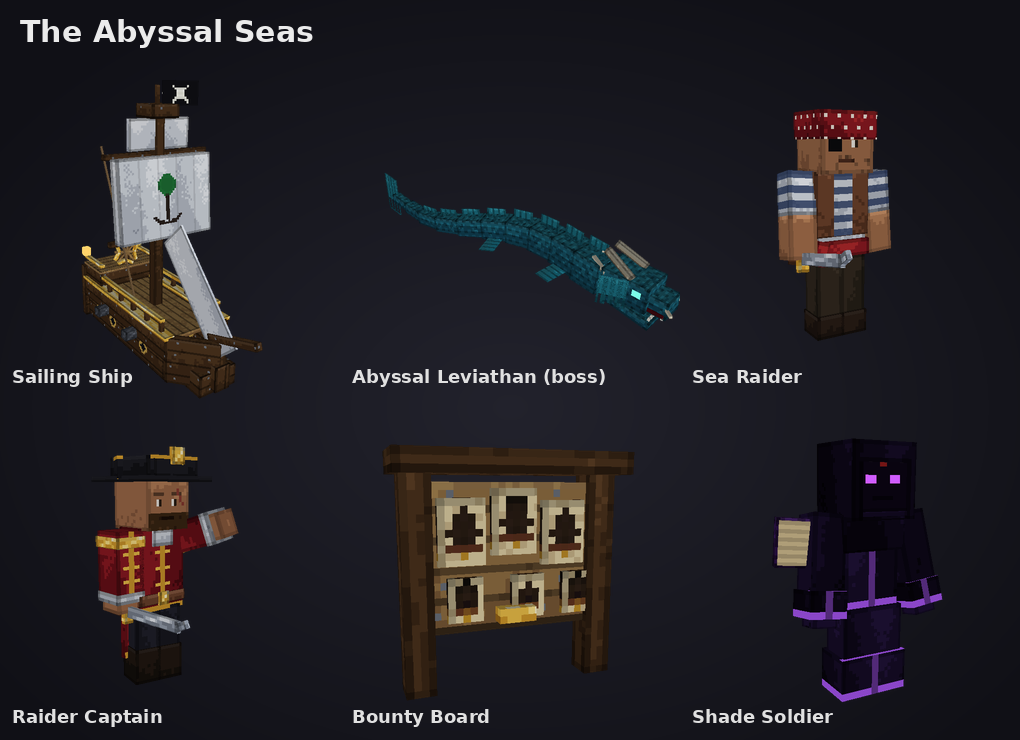 The Abyssal Seas
Sailing Ship
Abyssal Leviathan (boss)
Sea Raider
Raider Captain
Bounty Board
Shade Soldier